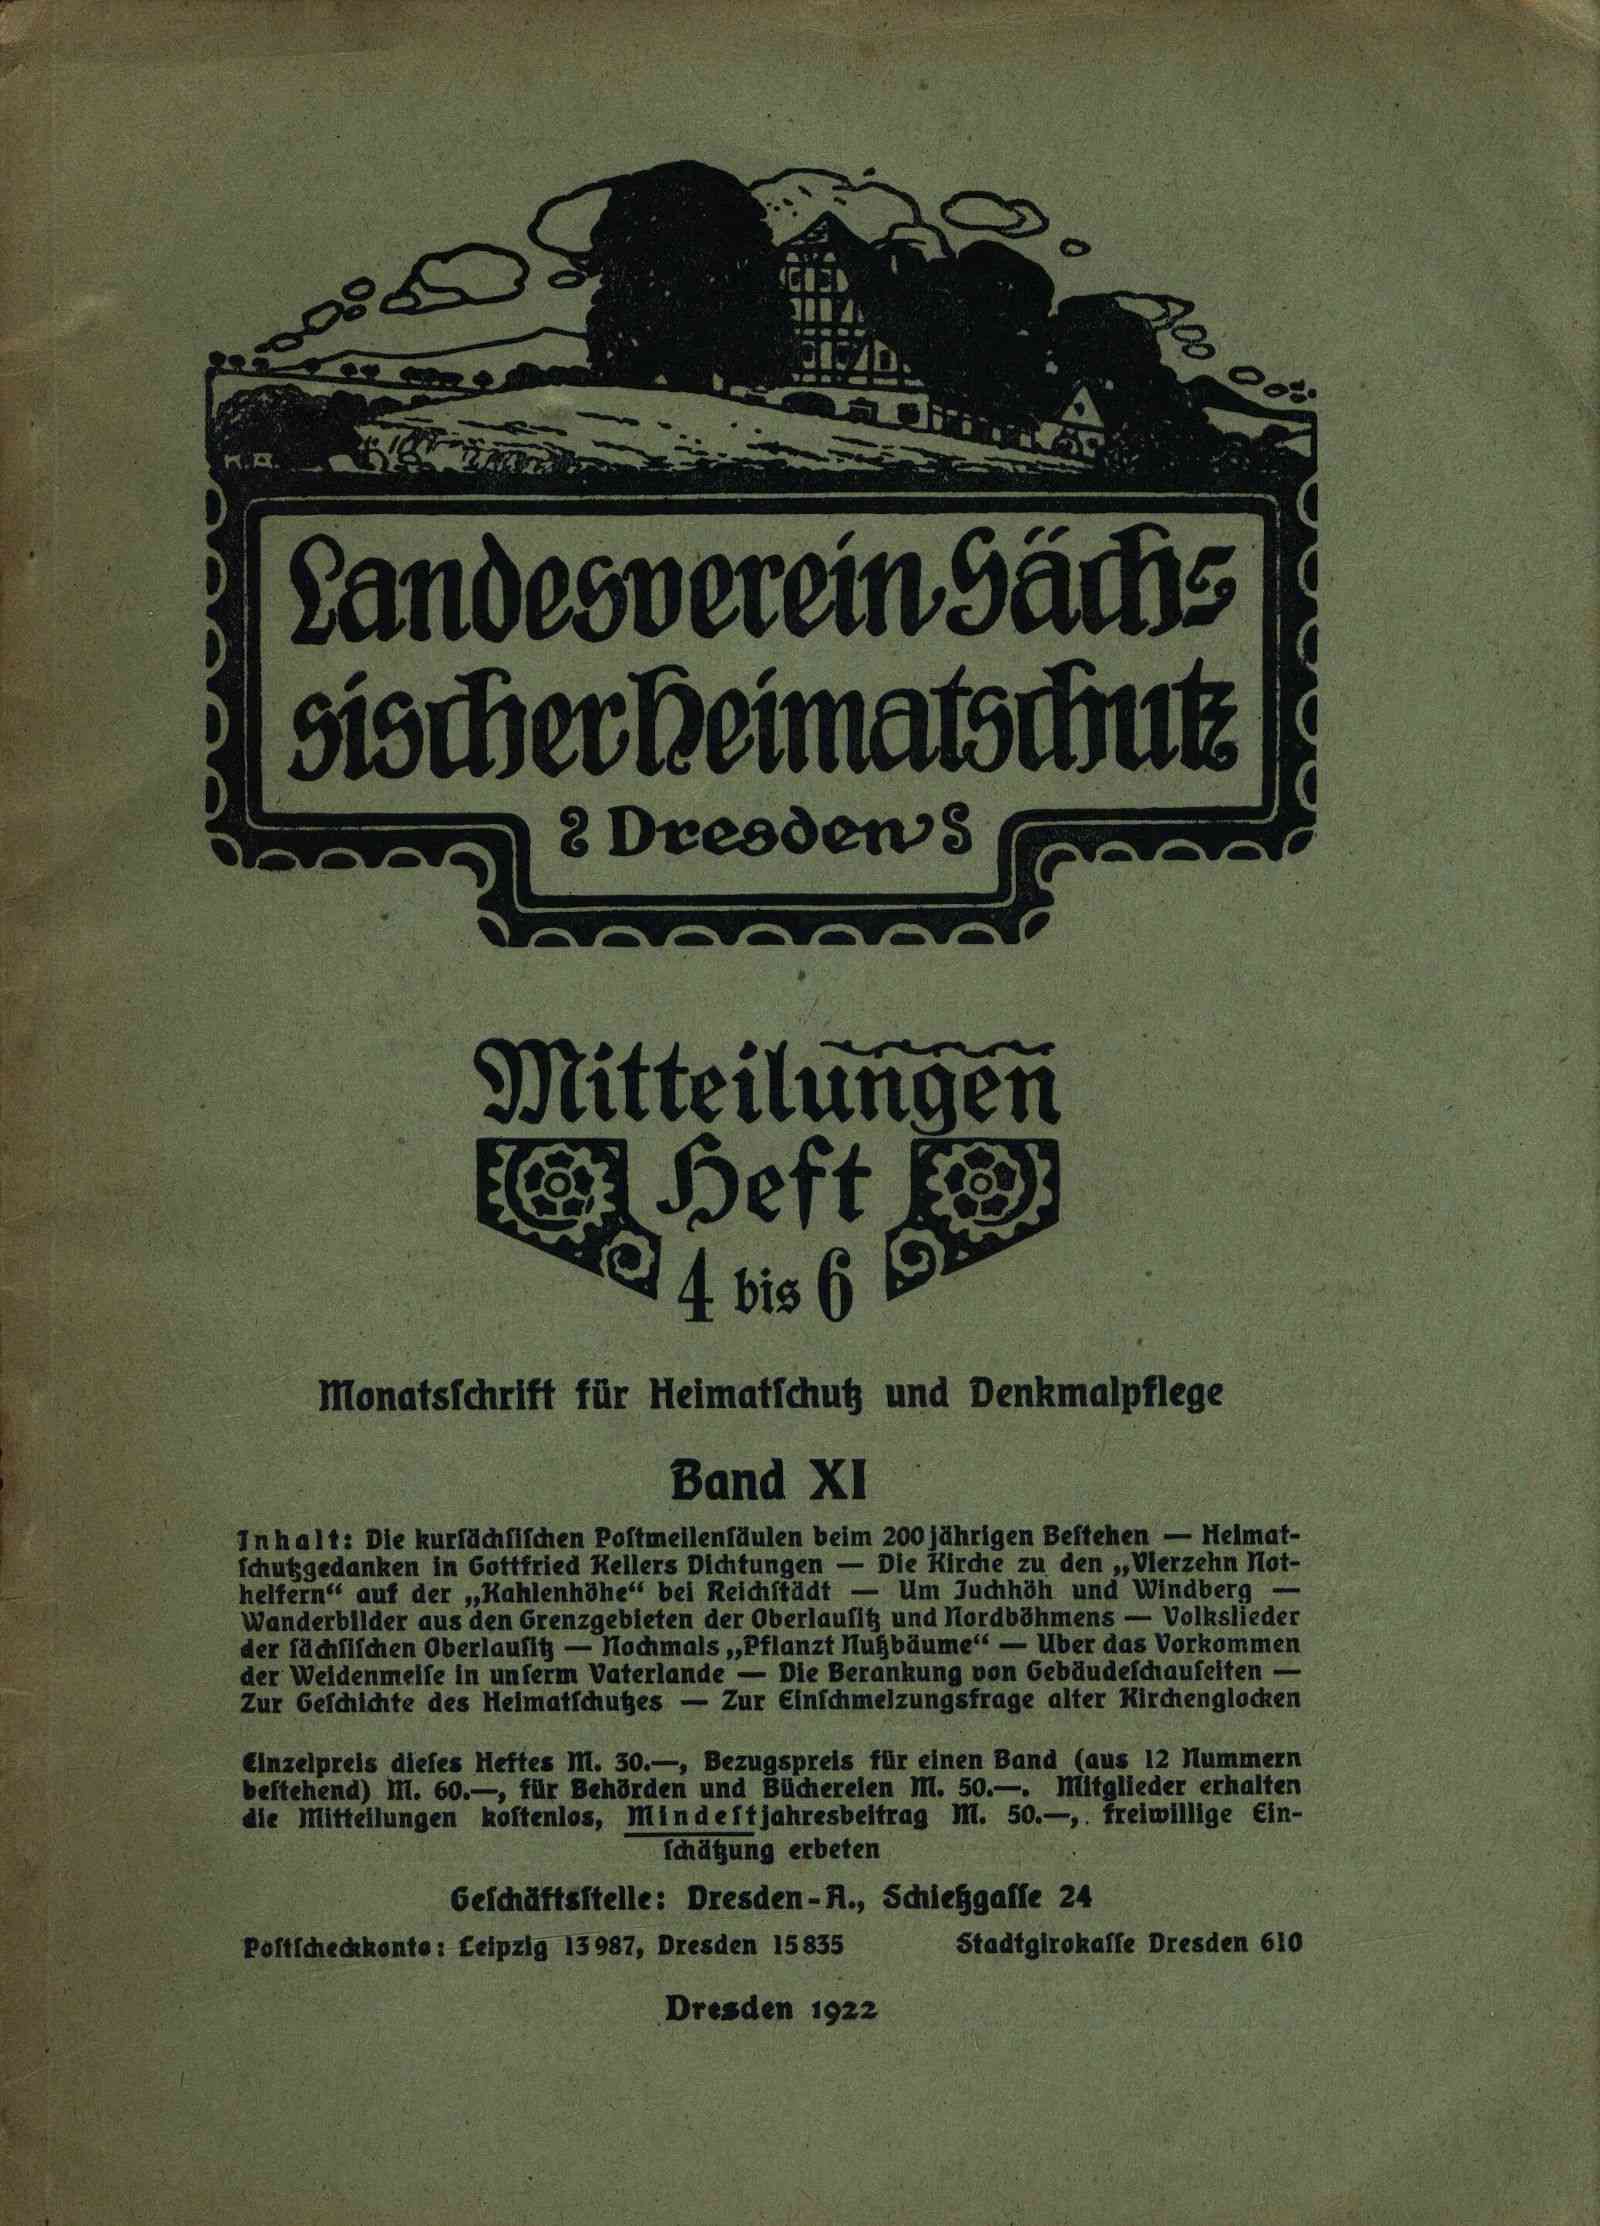 Landesverein Säch-
sischer Heimatschutz
Dresden
Mitteilungen
Heft
4 bis 6
Monatsſchrift für Heimatſchutz und Denkmalpflege
Band XI
Inhalt: Die kurſächſiſchen Poſtmeilenſäulen beim 200jährigen Beſtehen — Heimat-
ſchutzgedanken in Gottfried Kellers Dichtungen — Die Kirche zu den „Vierzehn Not-
helfern“ auf der „Kahlenhöhe“ bei Reichſtädt — Um Juchhöh und Windberg —
Wanderbilder aus den Grenzgebieten der Oberlauſitz und Nordböhmens — Volkslieder
der ſächſiſchen Oberlauſitz — Nochmals „Pflanzt Nußbäume“ — Über das Vorkommen
der Weidenmeiſe in unſerm Vaterlande — Die Berankung von Gebäudeſchauſeiten —
Zur Geſchichte des Heimatſchutzes — Zur Einſchmelzungsfrage alter Kirchenglocken
Einzelpreis dieſes Heftes M. 30.—, Bezugspreis für einen Band (aus 12 Nummern
beſtehend) M. 60.—, für Behörden und Büchereien M. 50.—. Mitglieder erhalten
die Mitteilungen koſtenlos, Mindeſtjahresbeitrag M. 50.—, freiwillige Ein-
ſchätzung erbeten
Geſchäftsſtelle: Dresden-A., Schießgaſſe 24
Poſtſcheckkonto: Leipzig 13987, Dresden 15835 Stadtgirokaſſe Dresden 610
Dresden 1922